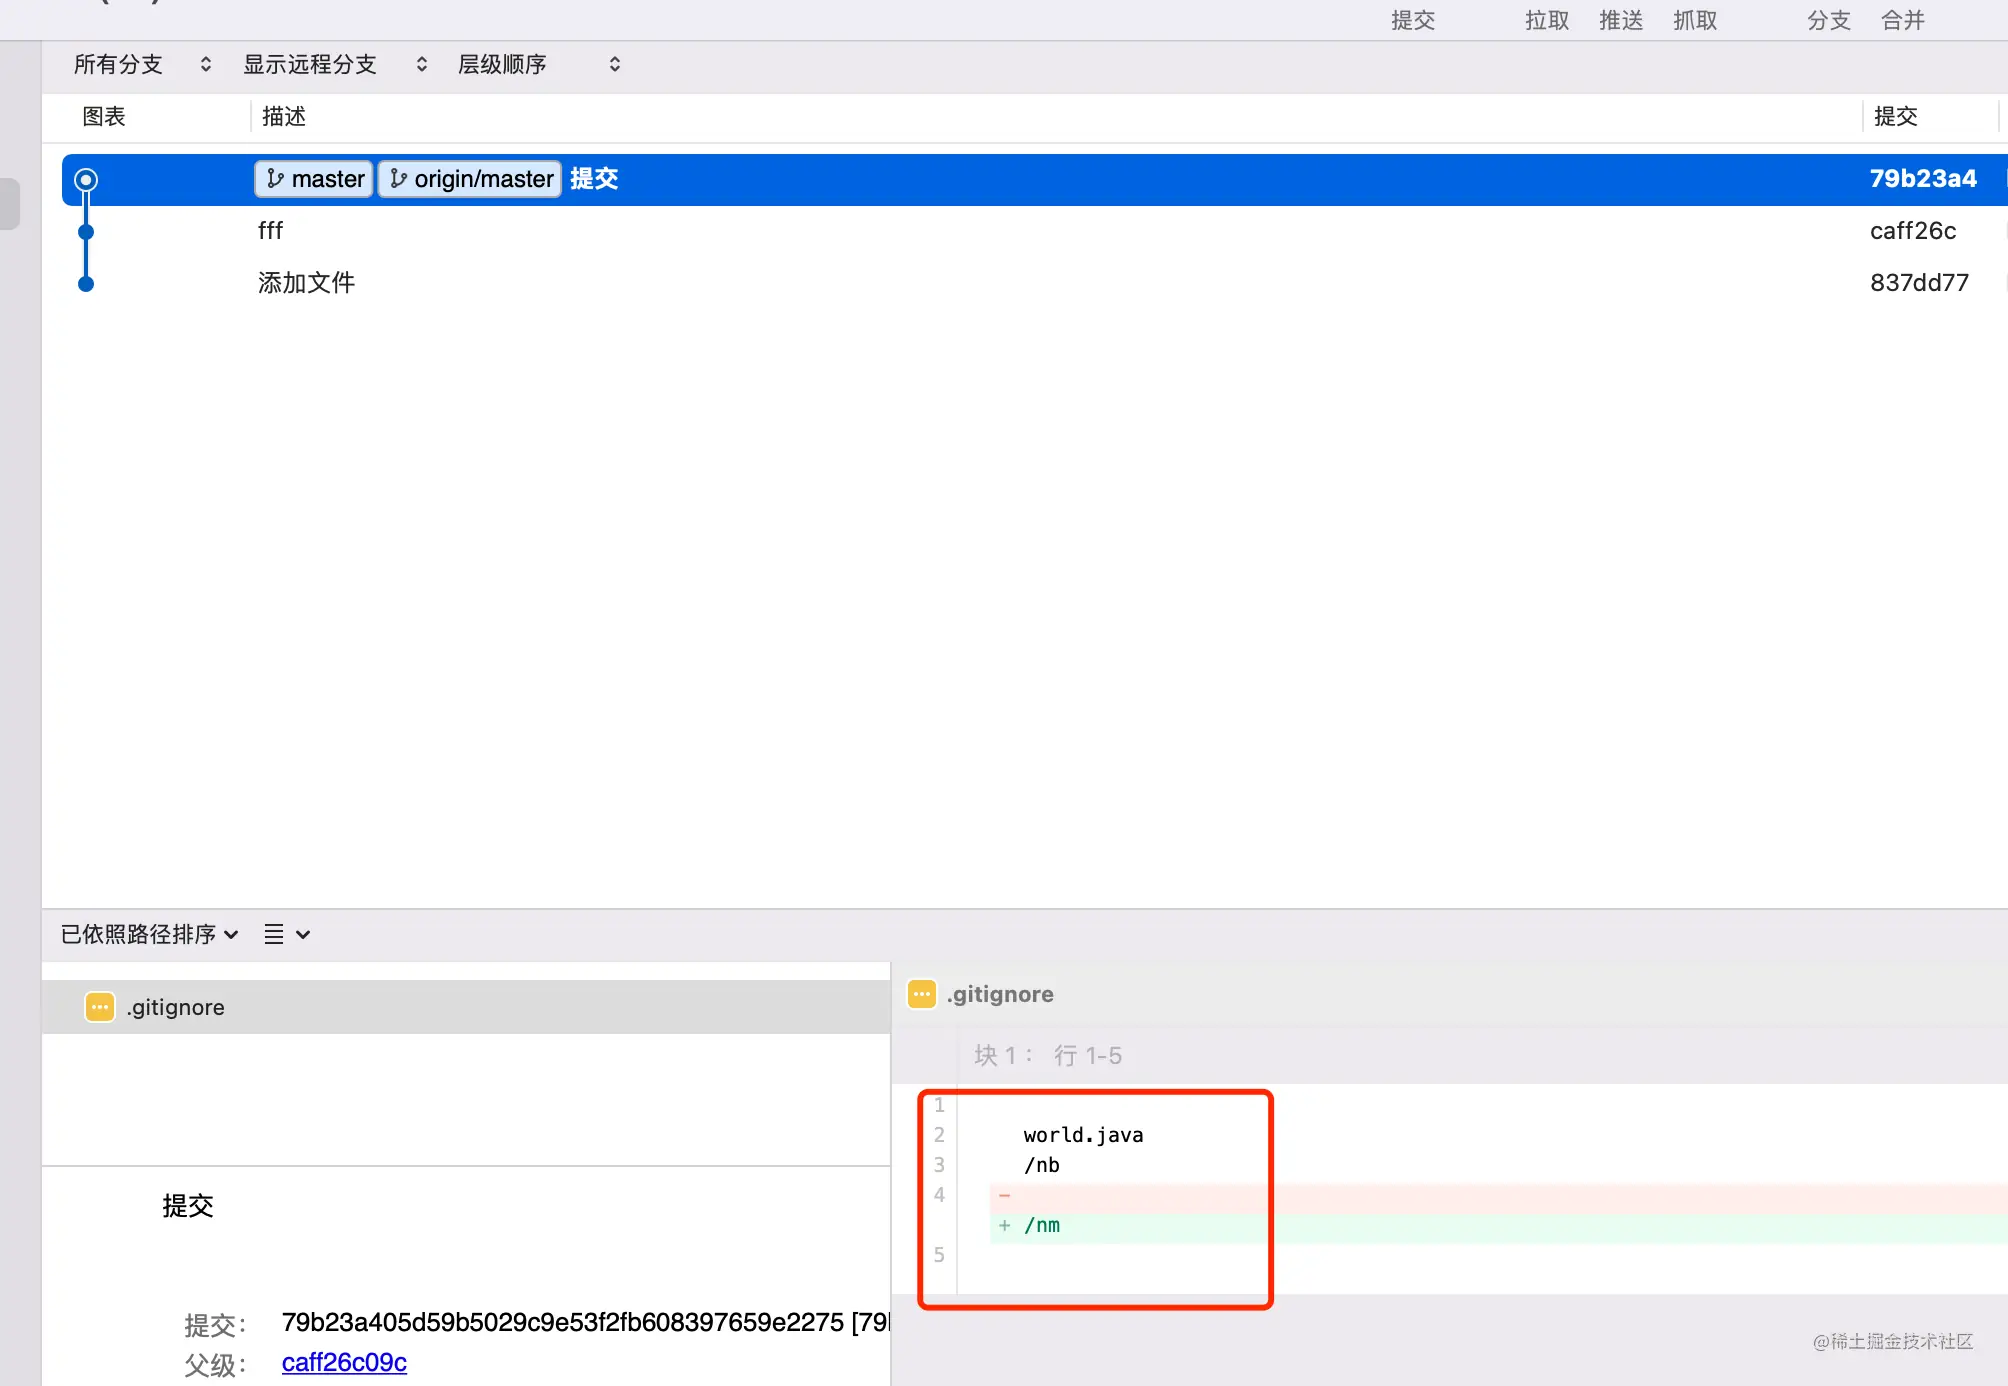 提交 拉取 推送 抓取 分支 合并
所有分支 显示远程分支 层级顺序
图表 描述 提交
master origin/master 提交 79b23a4
fff caff26c
添加文件 837dd77
已依照路径排序
.gitignore
提交
提交： 79b23a405d59b5029c9e53f2fb608397659e2275 [79
父级： caff26c09c
.gitignore
块 1： 行 1-5
1
2 world.java
3 /nb
4 -
+ /nm
5
@稀土掘金技术社区